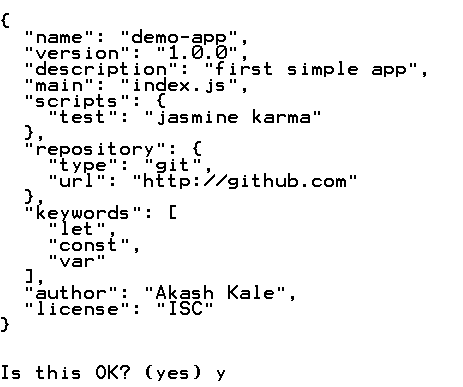 {
  "name": "demo-app",
  "version": "1.0.0",
  "description": "first simple app",
  "main": "index.js",
  "scripts": {
    "test": "jasmine karma"
  },
  "repository": {
    "type": "git",
    "url": "http://github.com"
  },
  "keywords": [
    "let",
    "const",
    "var"
  ],
  "author": "Akash Kale",
  "license": "ISC"
}
Is this OK? (yes) y